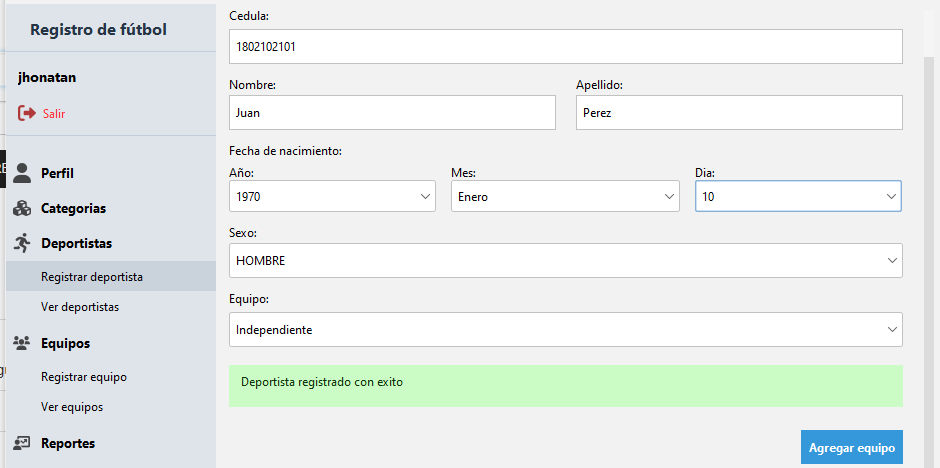 Registro de fútbol
jhonatan
Salir
Perfil
Categorias
Deportistas
Registrar deportista
Ver deportistas
Equipos
Registrar equipo
Ver equipos
Reportes
Cedula:
1802102101
Nombre: Apellido:
Juan Perez
Fecha de nacimiento:
Año: Mes: Dia:
1970 Enero 10
Sexo:
HOMBRE
Equipo:
Independiente
Deportista registrado con exito
Agregar equipo